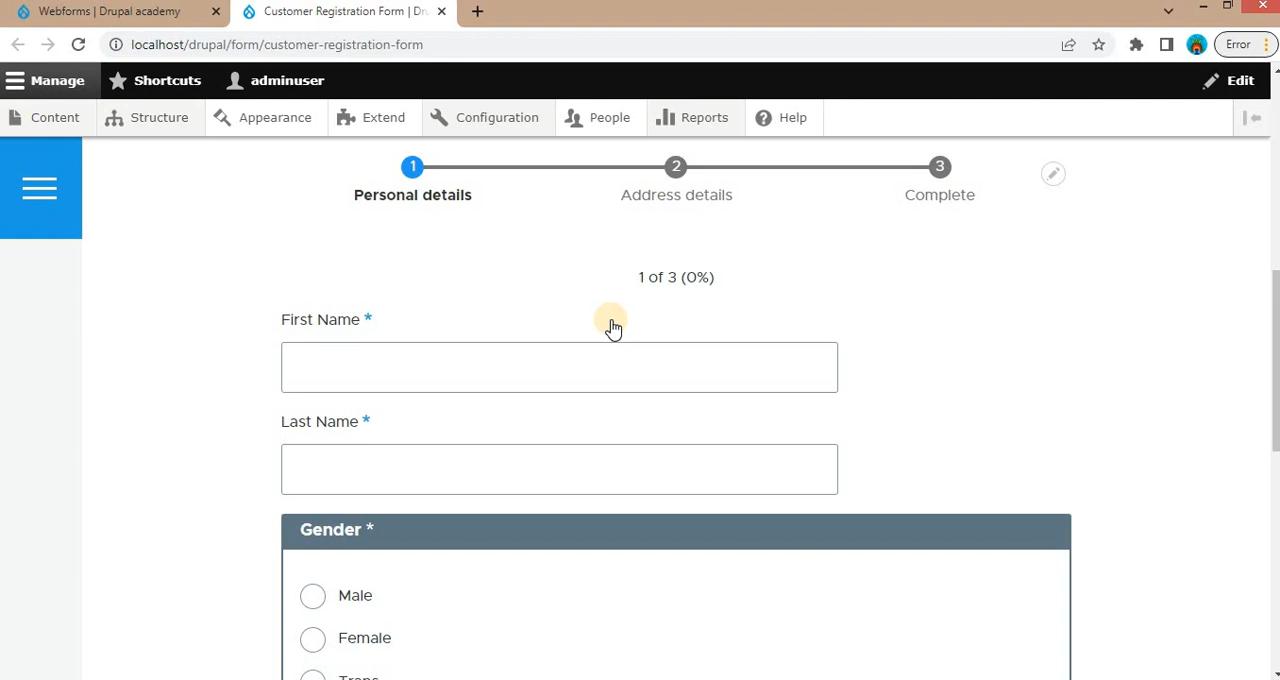 Webforms | Drupal academy
Customer Registration Form | Dr
localhost/drupal/form/customer-registration-form
Error
Manage
Shortcuts
adminuser
Edit
Content
Structure
Appearance
Extend
Configuration
People
Reports
Help
1
2
3
Personal details
Address details
Complete
1 of 3 (0%)
First Name *
Last Name *
Gender *
Male
Female
Trans